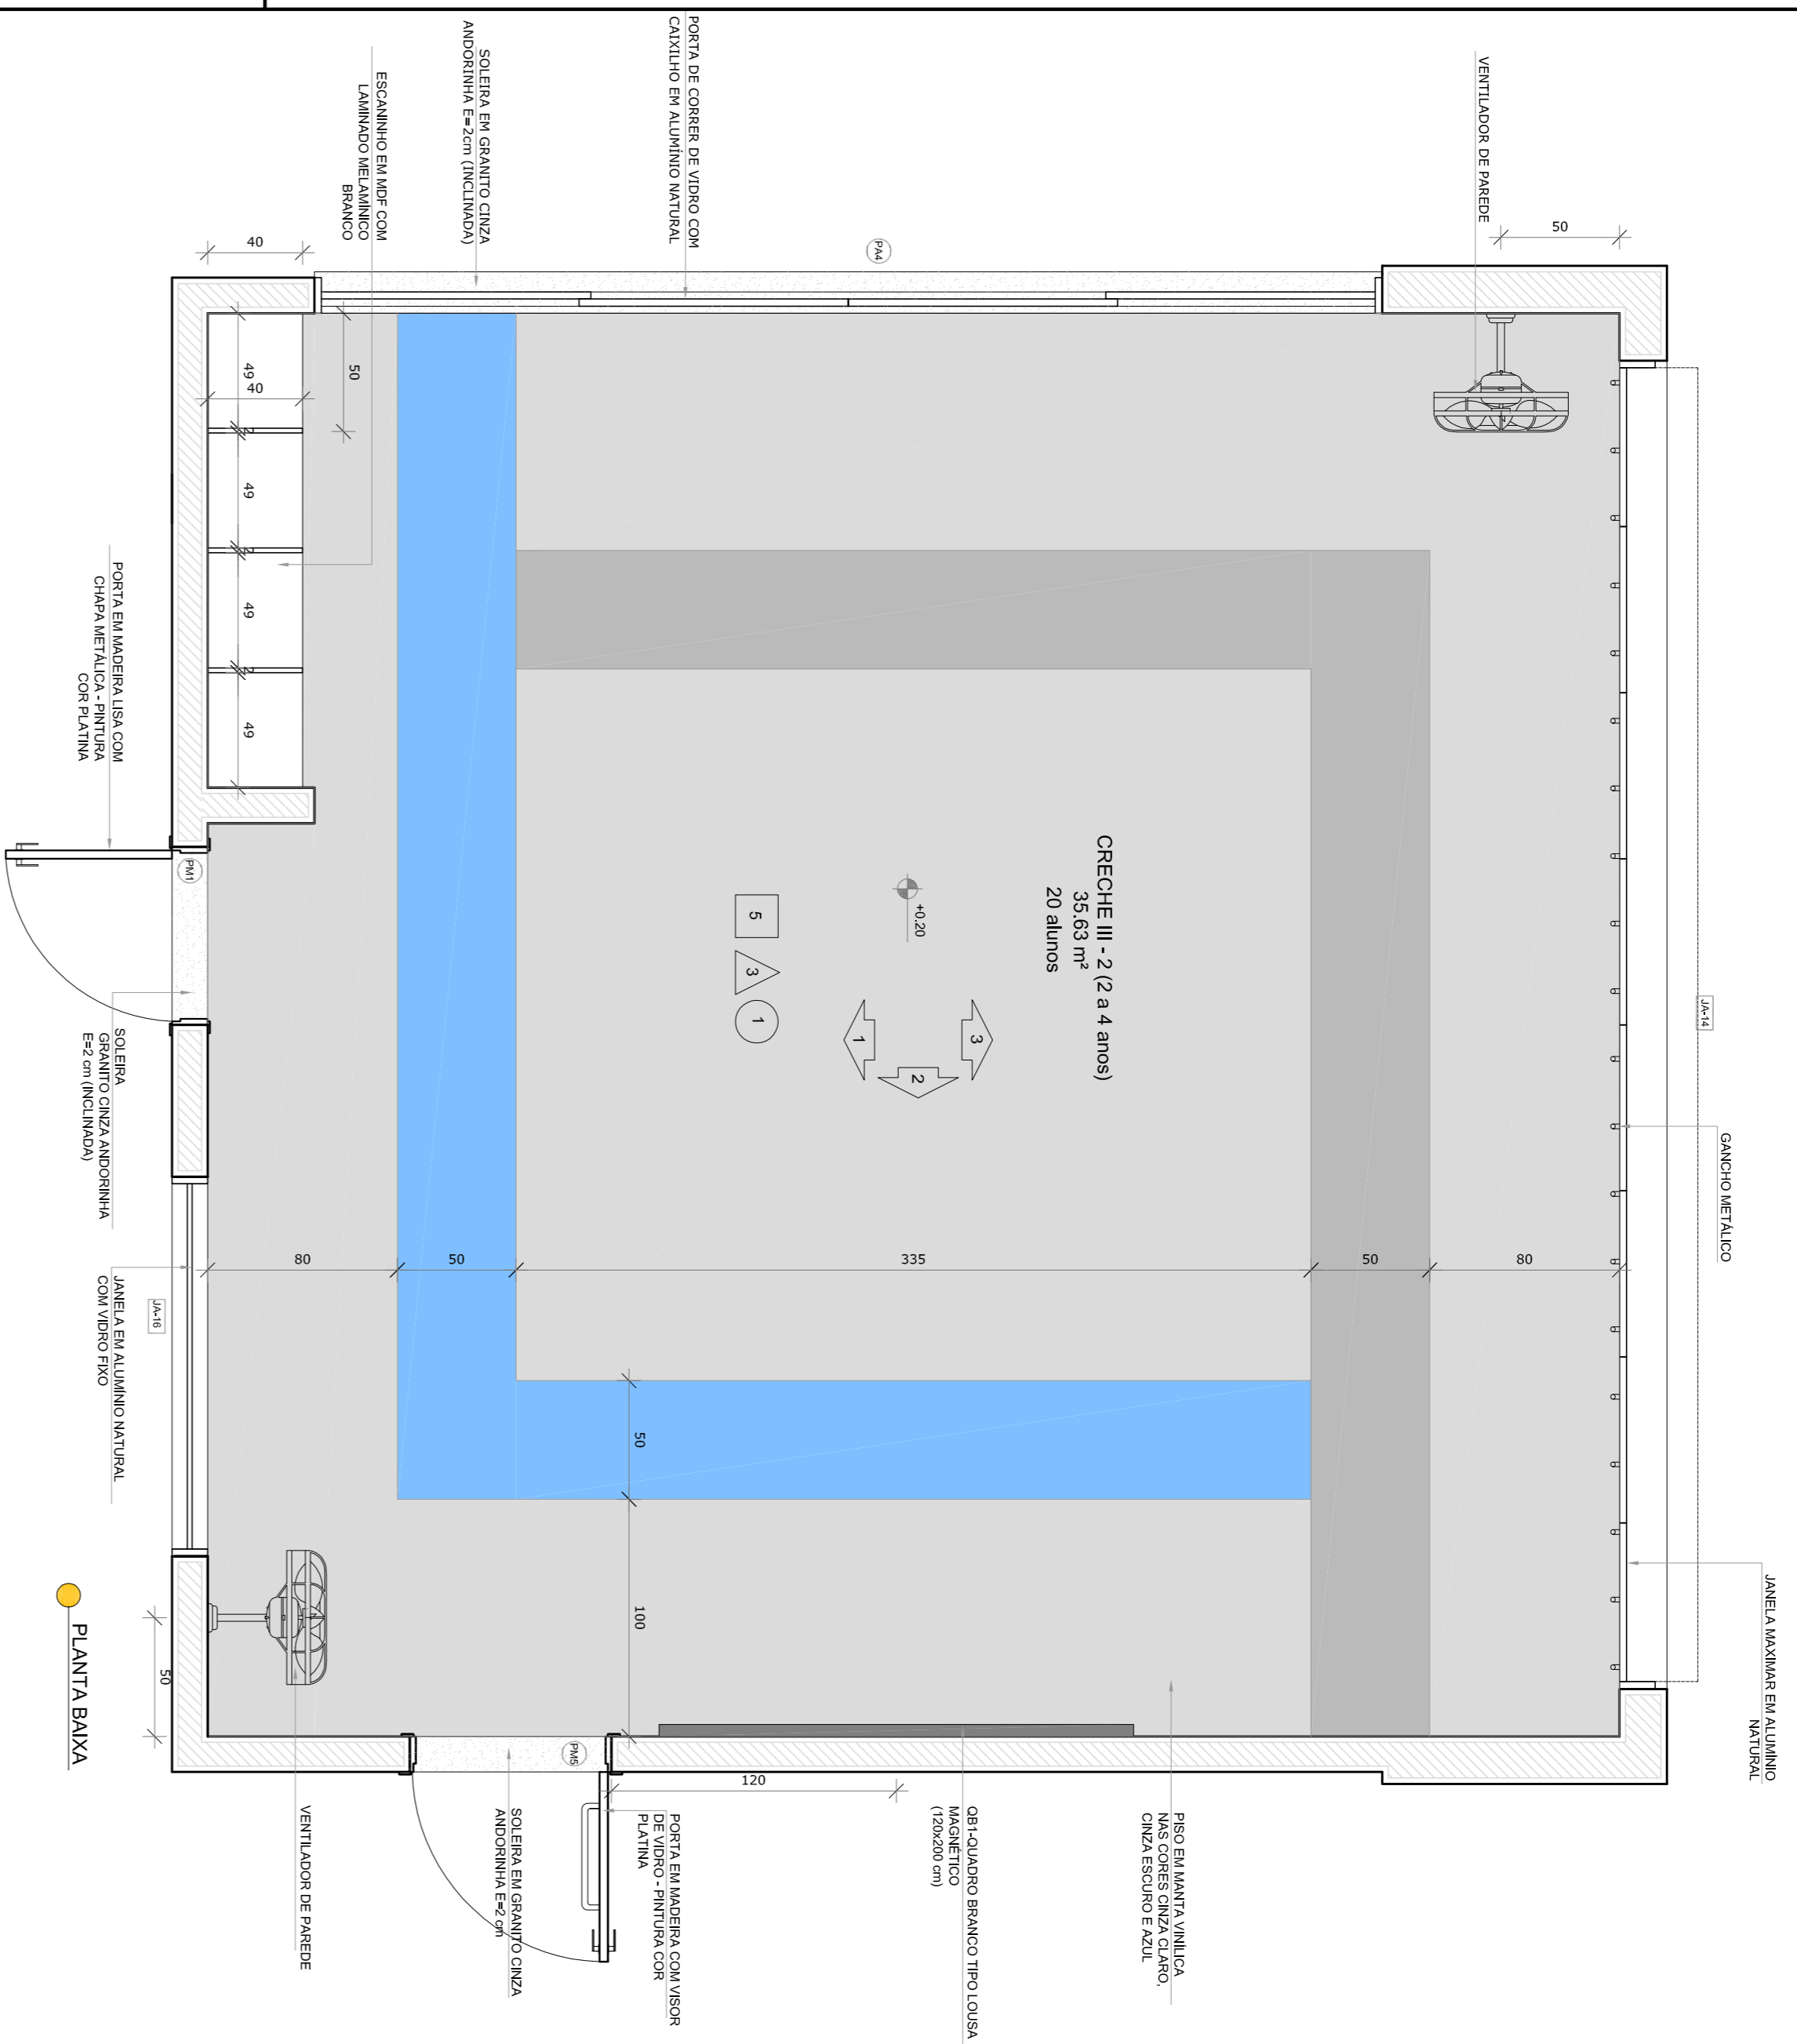 VENTILADOR DE PAREDE
50
PORTA DE CORRER DE VIDRO COM
CAIXILHO EM ALUMÍNIO NATURAL
SOLEIRA EM GRANITO CINZA
ANDORINHA E=2cm (INCLINADA)
ESCANINHO EM MDF COM
LAMINADO MELAMÍNICO
BRANCO
PA4
40
50
49
40
2
49
2
49
2
49
PORTA EM MADEIRA LISA COM
CHAPA METÁLICA - PINTURA
COR PLATINA
PM1
SOLEIRA
GRANITO CINZA ANDORINHA
E=2 cm (INCLINADA)
JANELA EM ALUMÍNIO NATURAL
COM VIDRO FIXO
JA-16
CRECHE III - 2 (2 a 4 anos)
35.63 m²
20 alunos
+0.20
5
3
1
3
2
1
JA-14
GANCHO METÁLICO
80
50
335
50
80
50
100
JANELA MAXIMAR EM ALUMÍNIO
NATURAL
50
PM5
120
PISO EM MANTA VINÍLICA
NAS CORES CINZA CLARO,
CINZA ESCURO E AZUL
QB1-QUADRO BRANCO TIPO LOUSA
MAGNÉTICO
(120x200 cm)
PORTA EM MADEIRA COM VISOR
DE VIDRO - PINTURA COR
PLATINA
SOLEIRA EM GRANITO CINZA
ANDORINHA E=2 cm
VENTILADOR DE PAREDE
PLANTA BAIXA